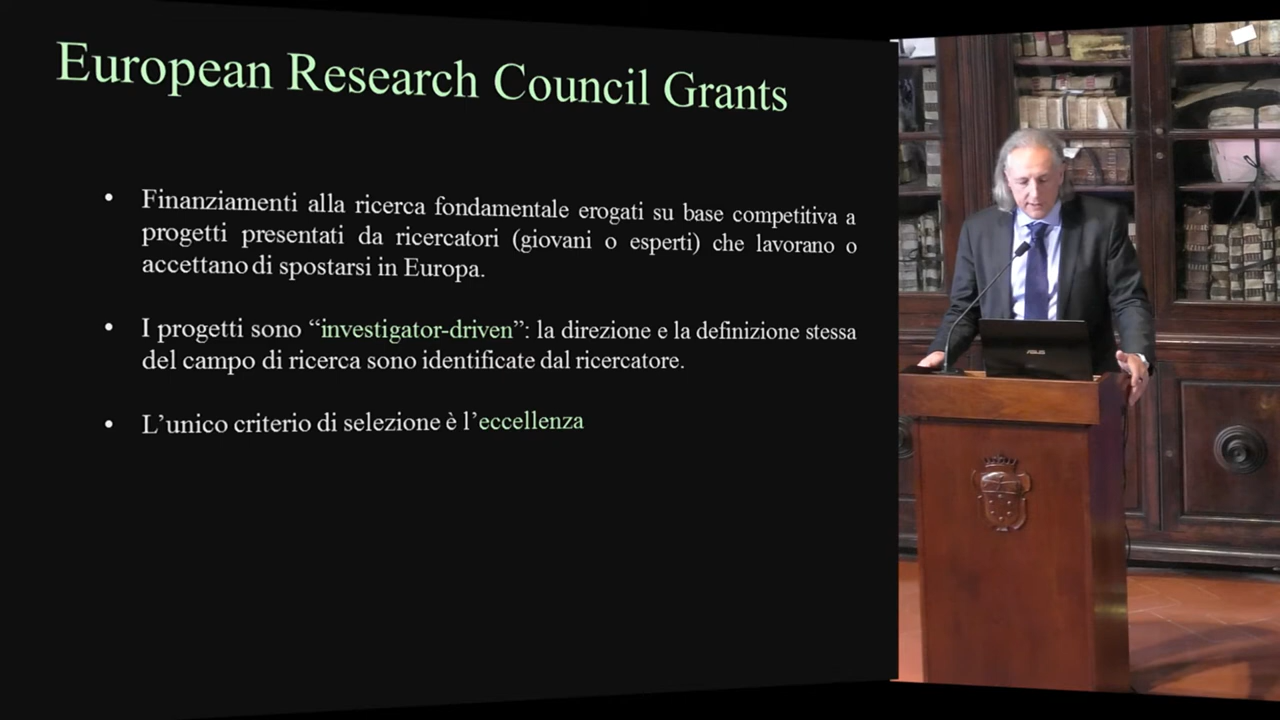 European Research Council Grants
• Finanziamenti alla ricerca fondamentale erogati su base competitiva a
progetti presentati da ricercatori (giovani o esperti) che lavorano o
accettano di spostarsi in Europa.
• I progetti sono “investigator-driven”: la direzione e la definizione stessa
del campo di ricerca sono identificate dal ricercatore.
• L’unico criterio di selezione è l’eccellenza
ASUS